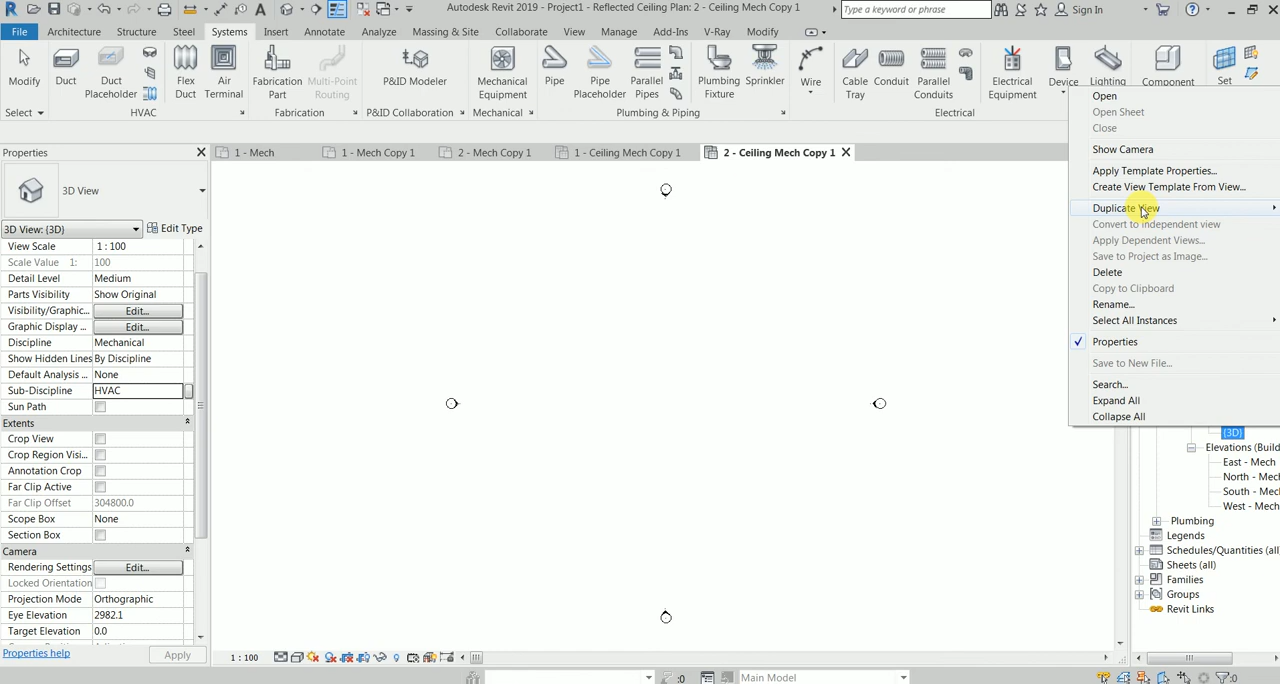 Autodesk Revit 2019 - Project1 - Reflected Ceiling Plan: 2 - Ceiling Mech Copy 1
Type a keyword or phrase
Sign In
File Architecture Structure Steel Systems Insert Annotate Analyze Massing & Site Collaborate View Manage Add-Ins V-Ray Modify
Modify
Duct
Duct
Placeholder
Flex
Duct
Air
Terminal
Fabrication
Part
Multi-Point
Routing
P&ID Modeler
Mechanical
Equipment
Pipe
Pipe
Placeholder
Parallel
Pipes
Plumbing
Fixture
Sprinkler
Wire
Cable
Tray
Conduit
Parallel
Conduits
Electrical
Equipment
Device
Lighting
Component
Set
Select HVAC Fabrication P&ID Collaboration Mechanical Plumbing & Piping Electrical
Properties
1 - Mech 1 - Mech Copy 1 2 - Mech Copy 1 1 - Ceiling Mech Copy 1 2 - Ceiling Mech Copy 1
3D View
3D View: {3D} Edit Type
View Scale 1 : 100
Scale Value 1: 100
Detail Level Medium
Parts Visibility Show Original
Visibility/Graphic... Edit...
Graphic Display ... Edit...
Discipline Mechanical
Show Hidden Lines By Discipline
Default Analysis ... None
Sub-Discipline HVAC
Sun Path
Extents
Crop View
Crop Region Visi...
Annotation Crop
Far Clip Active
Far Clip Offset 304800.0
Scope Box None
Section Box
Camera
Rendering Settings Edit...
Locked Orientation
Projection Mode Orthographic
Eye Elevation 2982.1
Target Elevation 0.0
Properties help Apply
Open
Open Sheet
Close
Show Camera
Apply Template Properties...
Create View Template From View...
Duplicate View
Convert to independent view
Apply Dependent Views...
Save to Project as Image...
Delete
Copy to Clipboard
Rename...
Select All Instances
Properties
Save to New File...
Search...
Expand All
Collapse All
{3D}
Elevations (Build
East - Mech
North - Mec
South - Mec
West - Mech
Plumbing
Legends
Schedules/Quantities (all
Sheets (all)
Families
Groups
Revit Links
1 : 100
:0 Main Model :0